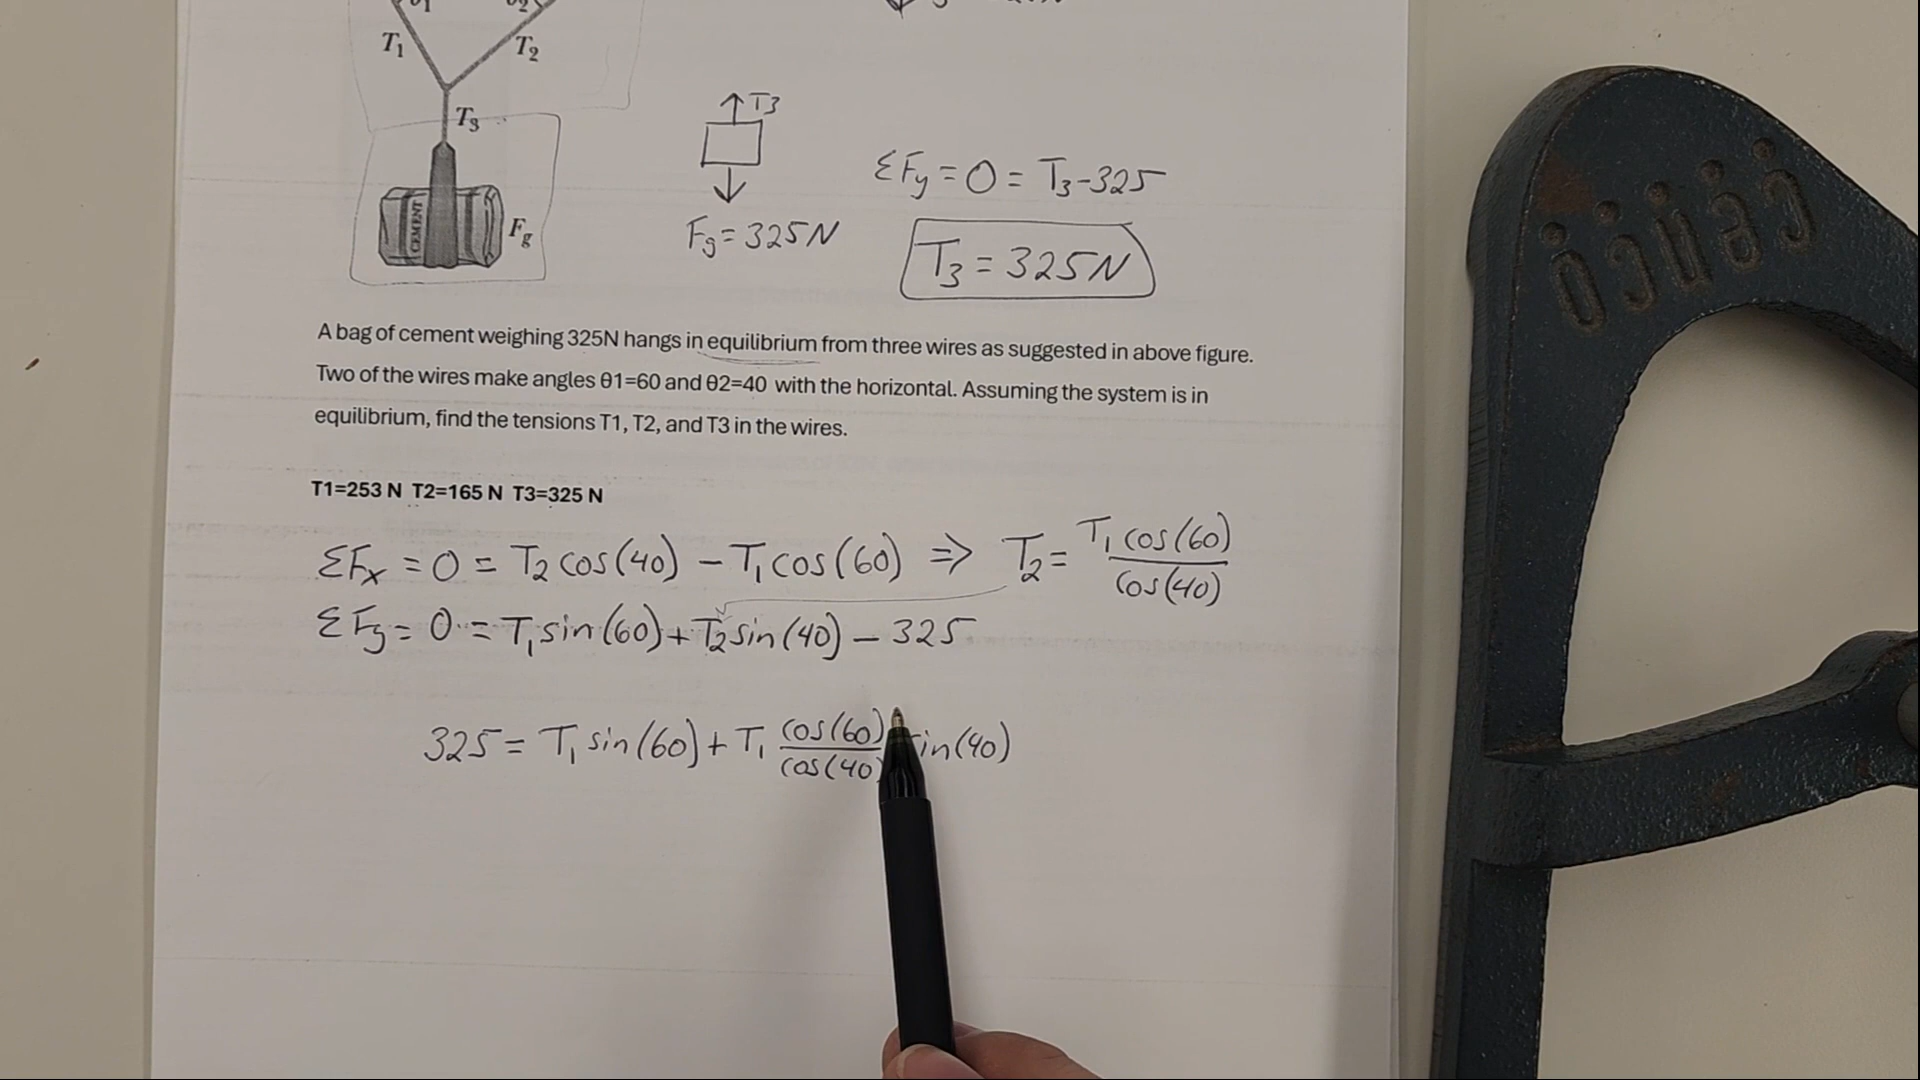 T1
T2
T3
CEMENT
Fg
T3
Fg = 325N
ΣFy = 0 = T3 - 325
T3 = 325N
A bag of cement weighing 325N hangs in equilibrium from three wires as suggested in above figure.
Two of the wires make angles θ1=60 and θ2=40 with the horizontal. Assuming the system is in
equilibrium, find the tensions T1, T2, and T3 in the wires.
T1=253 N T2=165 N T3=325 N
ΣFx = 0 = T2 cos(40) - T1 cos(60) => T2 = T1 cos(60) / cos(40)
ΣFy = 0 = T1 sin(60) + T2 sin(40) - 325
325 = T1 sin(60) + T1 cos(60) / cos(40) sin(40)